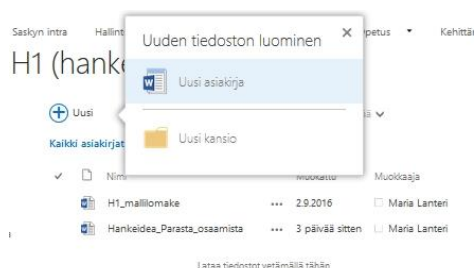 Saskyn intra Hallint petus Kehittäm
H1 (hanke
Uuden tiedoston luominen
Uusi asiakirja
Uusi kansio
Uusi
Kaikki asiakirjat
Nimi Muokattu Muokkaaja
H1_mallilomake ... 2.9.2016 Maria Lanteri
Hankeidea_Parasta_osaamista ... 3 päivää sitten Maria Lanteri
Lataa tiedostot vetämällä tähän